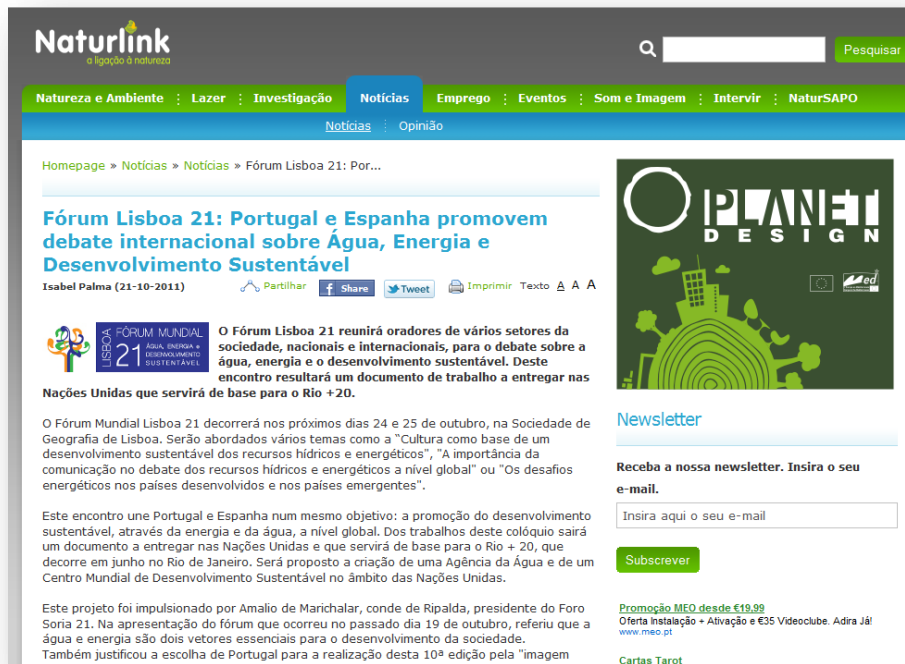 Naturlink
a ligação à natureza
Pesquisar
Natureza e Ambiente Lazer Investigação Notícias Emprego Eventos Som e Imagem Intervir NaturSAPO
Notícias Opinião
Homepage » Notícias » Notícias » Fórum Lisboa 21: Por...
Fórum Lisboa 21: Portugal e Espanha promovem
debate internacional sobre Água, Energia e
Desenvolvimento Sustentável
Isabel Palma (21-10-2011)
Partilhar Share Tweet Imprimir Texto A A A
LISBOA
FÓRUM MUNDIAL
21
ÁGUA, ENERGIA +
DESENVOLVIMENTO
SUSTENTÁVEL
O Fórum Lisboa 21 reunirá oradores de vários setores da
sociedade, nacionais e internacionais, para o debate sobre a
água, energia e o desenvolvimento sustentável. Deste
encontro resultará um documento de trabalho a entregar nas
Nações Unidas que servirá de base para o Rio +20.
O Fórum Mundial Lisboa 21 decorrerá nos próximos dias 24 e 25 de outubro, na Sociedade de
Geografia de Lisboa. Serão abordados vários temas como a "Cultura como base de um
desenvolvimento sustentável dos recursos hídricos e energéticos", "A importância da
comunicação no debate dos recursos hídricos e energéticos a nível global" ou "Os desafios
energéticos nos países desenvolvidos e nos países emergentes".
Este encontro une Portugal e Espanha num mesmo objetivo: a promoção do desenvolvimento
sustentável, através da energia e da água, a nível global. Dos trabalhos deste colóquio sairá
um documento a entregar nas Nações Unidas e que servirá de base para o Rio + 20, que
decorre em junho no Rio de Janeiro. Será proposto a criação de uma Agência da Água e de um
Centro Mundial de Desenvolvimento Sustentável no âmbito das Nações Unidas.
Este projeto foi impulsionado por Amalio de Marichalar, conde de Ripalda, presidente do Foro
Soria 21. Na apresentação do fórum que ocorreu no passado dia 19 de outubro, referiu que a
água e energia são dois vetores essenciais para o desenvolvimento da sociedade.
Também justificou a escolha de Portugal para a realização desta 10ª edição pela "imagem
O PLANET
DESIGN
Med
Newsletter
Receba a nossa newsletter. Insira o seu
e-mail.
Insira aqui o seu e-mail
Subscrever
Promoção MEO desde €19,99
Oferta Instalação + Ativação e €35 Videoclube. Adira Já!
www.meo.pt
Cartas Tarot